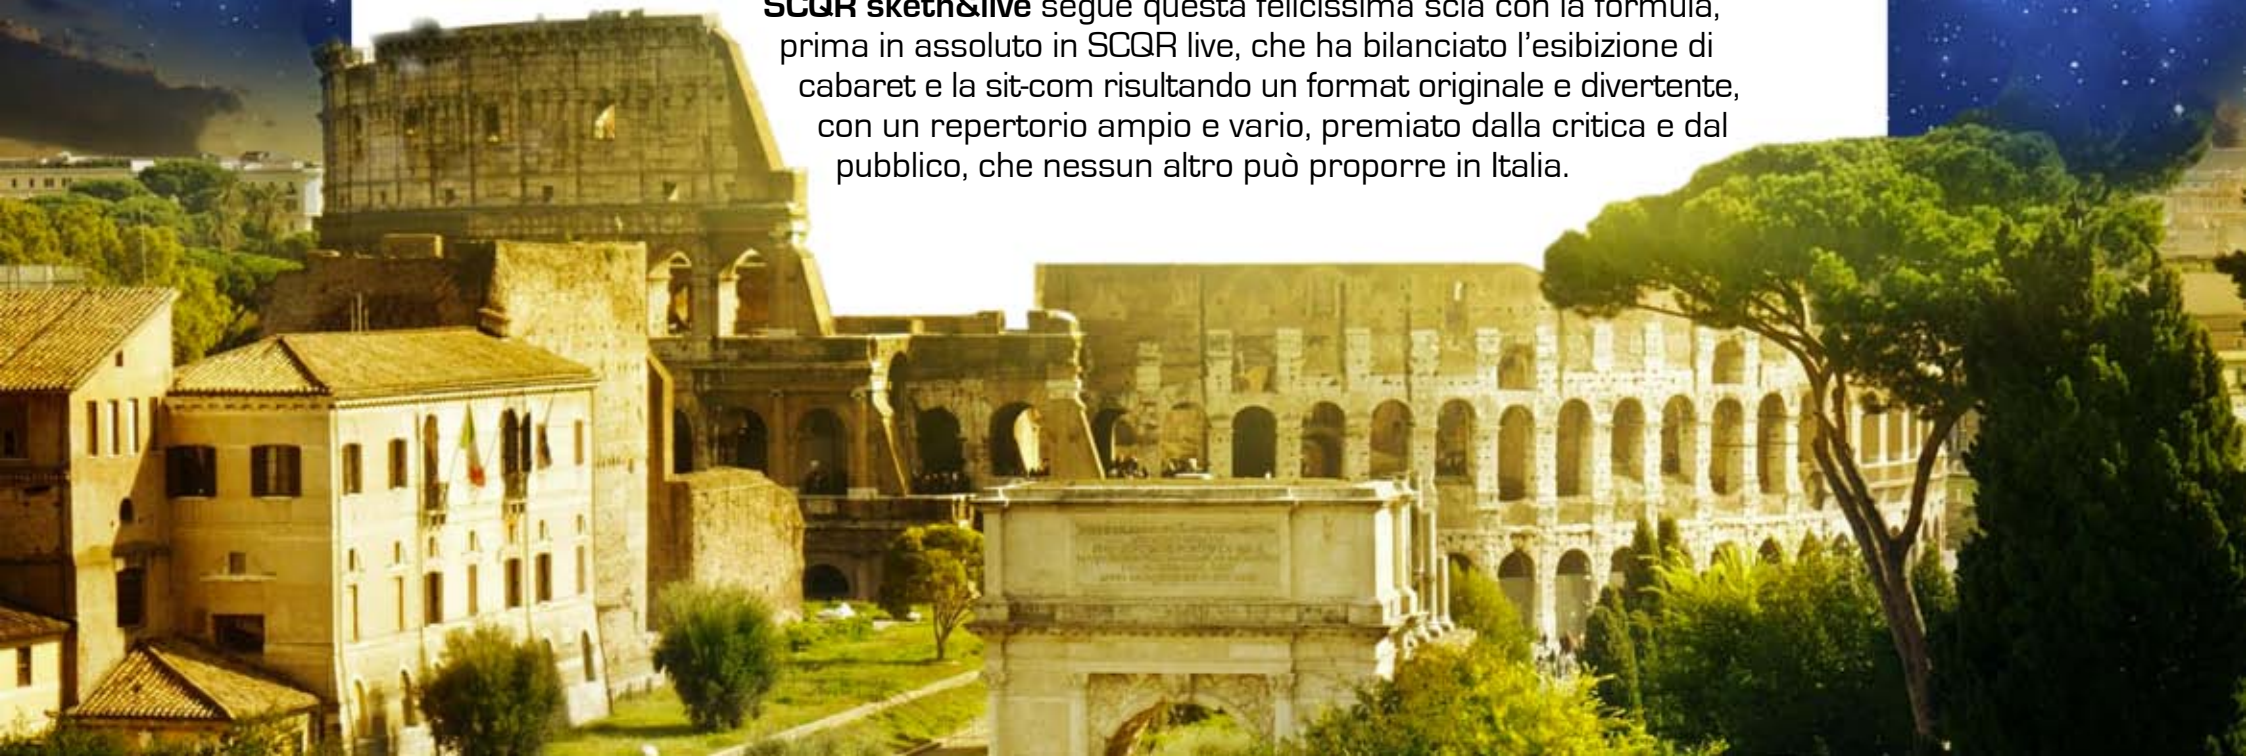 SCQR sketh&live segue questa felicissima scia con la formula,
prima in assoluto in SCQR live, che ha bilanciato l'esibizione di
cabaret e la sit-com risultando un format originale e divertente,
con un repertorio ampio e vario, premiato dalla critica e dal
pubblico, che nessun altro può proporre in Italia.